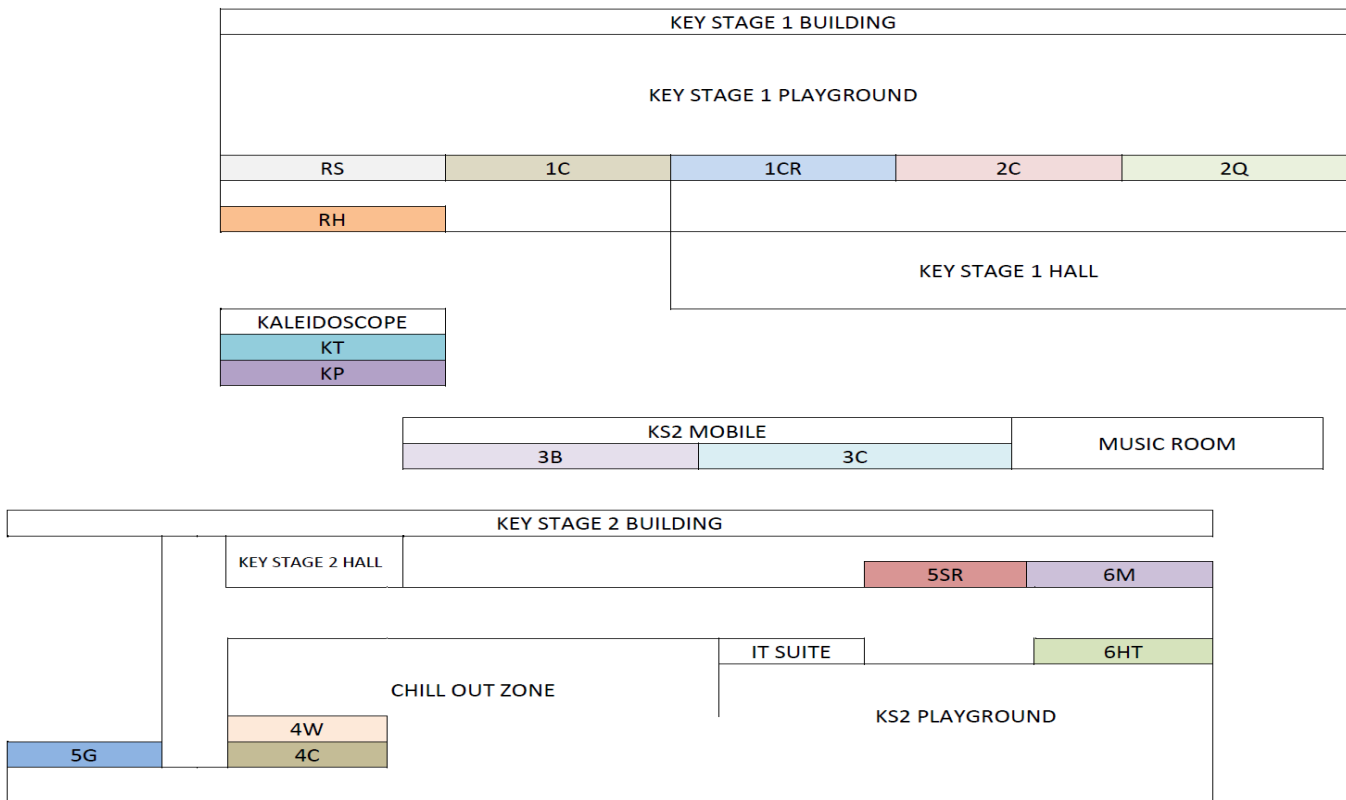 KEY STAGE 1 BUILDING
KEY STAGE 1 PLAYGROUND
RS 1C 1CR 2C 2Q
RH
KEY STAGE 1 HALL
KALEIDOSCOPE
KT
KP
KS2 MOBILE
MUSIC ROOM
3B 3C
KEY STAGE 2 BUILDING
KEY STAGE 2 HALL
5SR 6M
IT SUITE
6HT
CHILL OUT ZONE
KS2 PLAYGROUND
4W
5G
4C